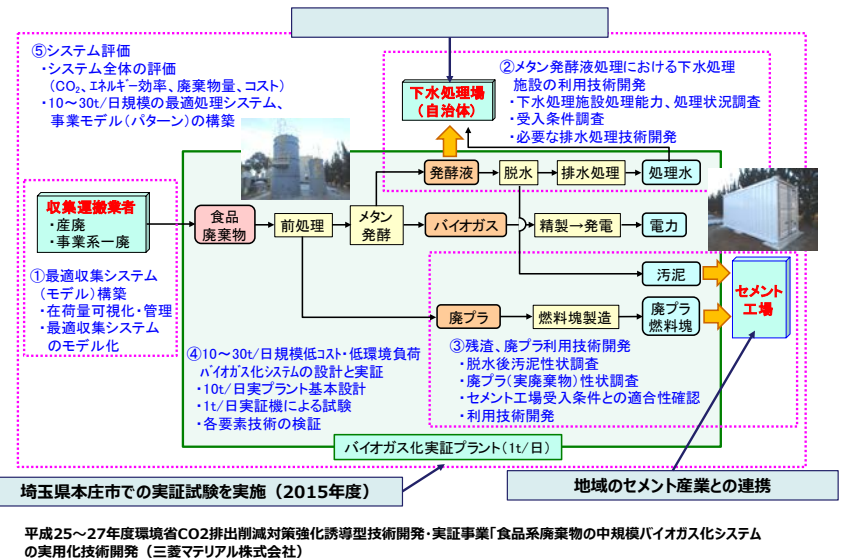 ⑤システム評価
・システム全体の評価
(CO₂、エネルギー効率、廃棄物量、コスト)
・10～30t/日規模の最適処理システム、
事業モデル(パターン)の構築
下水処理場
(自治体)
②メタン発酵液処理における下水処理
施設の利用技術開発
・下水処理施設処理能力、処理状況調査
・受入条件調査
・必要な排水処理技術開発
発酵液
脱水
排水処理
処理水
収集運搬業者
・産廃
・事業系一廃
食品
廃棄物
前処理
メタン
発酵
バイオガス
精製→発電
電力
①最適収集システム
(モデル)構築
・在荷量可視化・管理
・最適収集システム
のモデル化
汚泥
セメント
工場
廃プラ
燃料塊製造
廃プラ
燃料塊
④10～30t/日規模低コスト・低環境負荷
バイオガス化システムの設計と実証
・10t/日実プラント基本設計
・1t/日実証機による試験
・各要素技術の検証
③残渣、廃プラ利用技術開発
・脱水後汚泥性状調査
・廃プラ(実廃棄物)性状調査
・セメント工場受入条件との適合性確認
・利用技術開発
バイオガス化実証プラント(1t/日)
埼玉県本庄市での実証試験を実施（2015年度）
地域のセメント産業との連携
平成25～27年度環境省CO2排出削減対策強化誘導型技術開発・実証事業「食品系廃棄物の中規模バイオガス化システム
の実用化技術開発（三菱マテリアル株式会社）